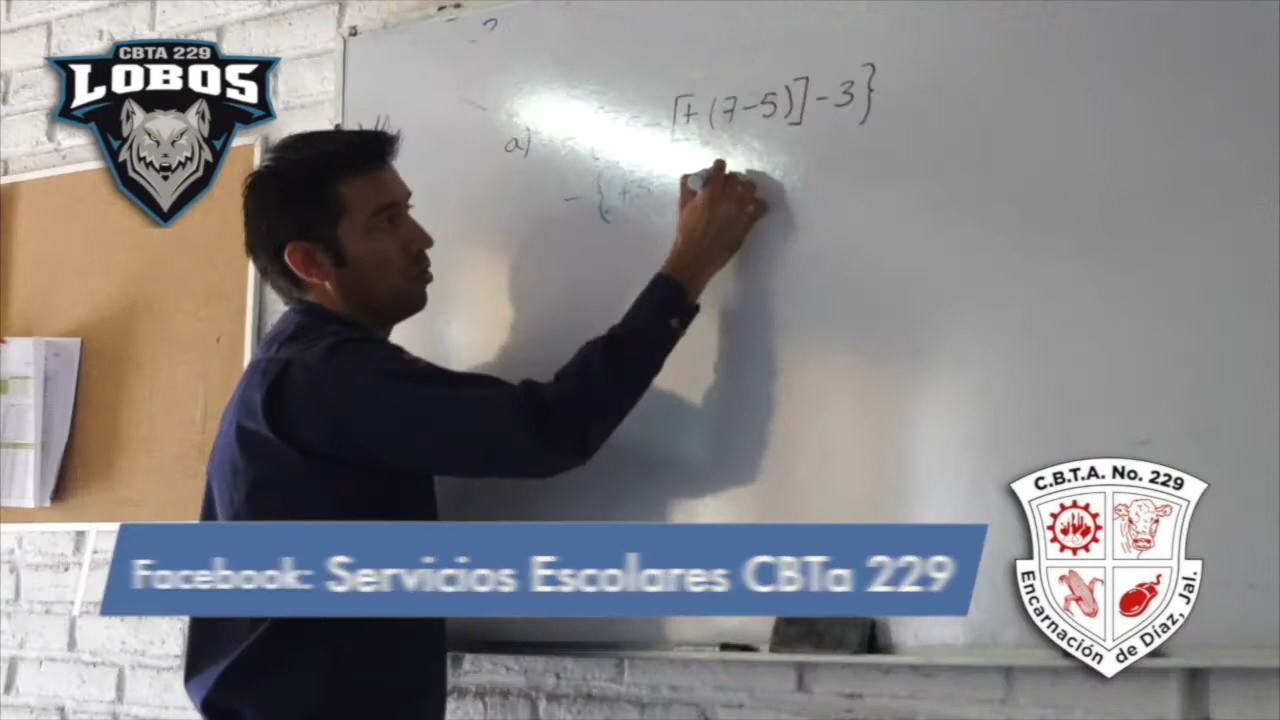 CBTA 229
LOBOS
[+(7-5)]-3}
a)
- {
Facebook: Servicios Escolares CBTa 229
C.B.T.A. No. 229
Encarnación de Díaz, Jal.